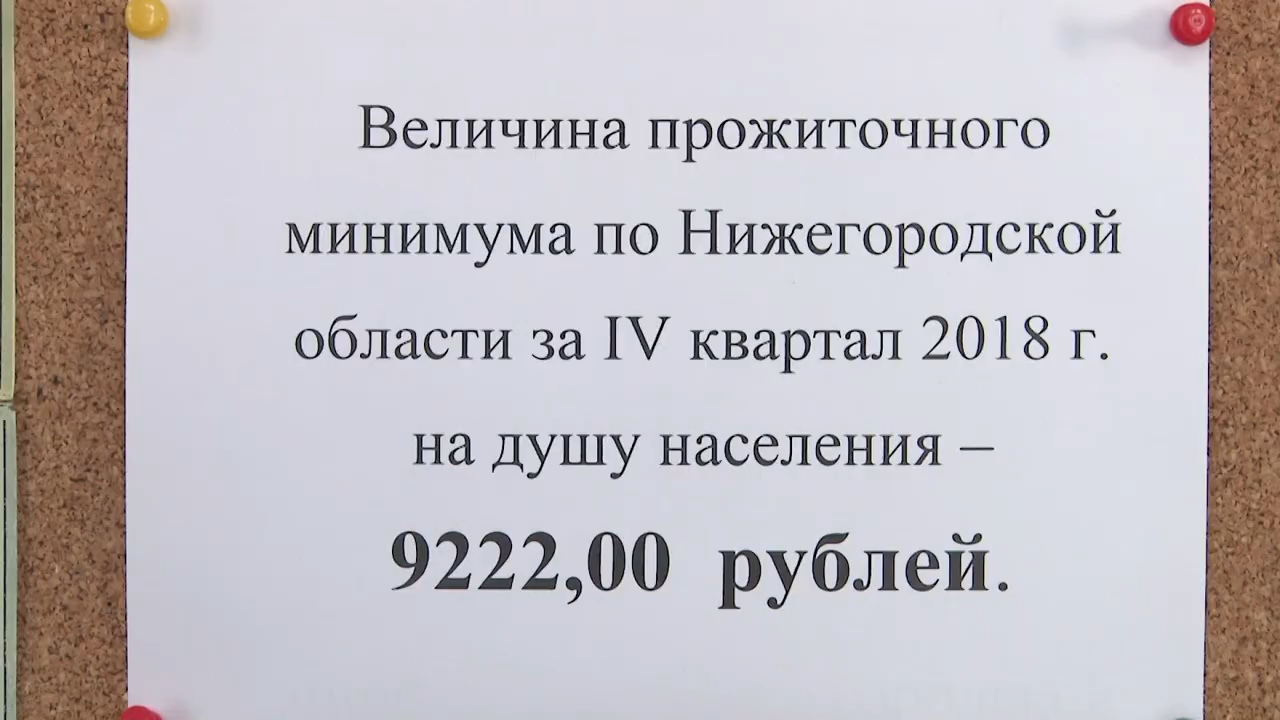 Величина прожиточного
минимума по Нижегородской
области за IV квартал 2018 г.
на душу населения –
9222,00 рублей.